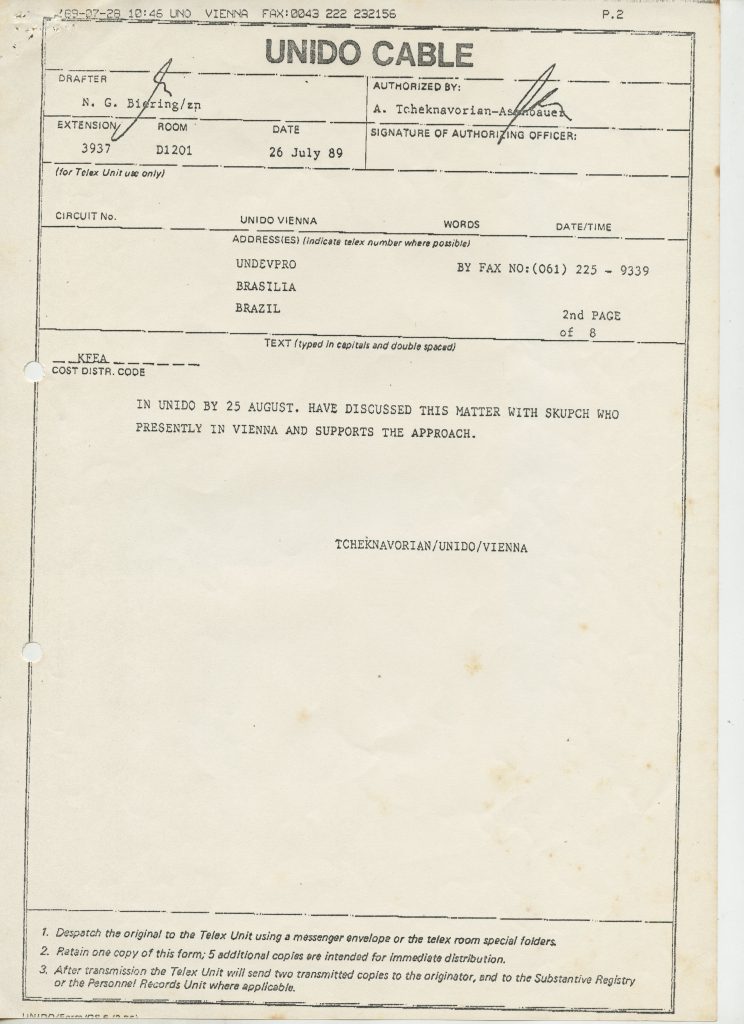 '89-07-28 10:46 UNO VIENNA FAX:0043 222 232156 P.2
UNIDO CABLE
DRAFTER
N. G. Biering/zn
AUTHORIZED BY:
A. Tcheknavorian-Asenbauer
EXTENSION ROOM DATE
3937 D1201 26 July 89
SIGNATURE OF AUTHORIZING OFFICER:
(for Telex Unit use only)
CIRCUIT No. UNIDO VIENNA WORDS DATE/TIME
ADDRESS(ES) (indicate telex number where possible)
UNDEVPRO BY FAX NO:(061) 225 - 9339
BRASILIA
BRAZIL
2nd PAGE
of 8
TEXT (typed in capitals and double spaced)
KFEA
COST DISTR. CODE
IN UNIDO BY 25 AUGUST. HAVE DISCUSSED THIS MATTER WITH SKUPCH WHO
PRESENTLY IN VIENNA AND SUPPORTS THE APPROACH.
TCHEKNAVORIAN/UNIDO/VIENNA
1. Despatch the original to the Telex Unit using a messenger envelope or the telex room special folders.
2. Retain one copy of this form; 5 additional copies are intended for immediate distribution.
3. After transmission the Telex Unit will send two transmitted copies to the originator, and to the Substantive Registry
or the Personnel Records Unit where applicable.